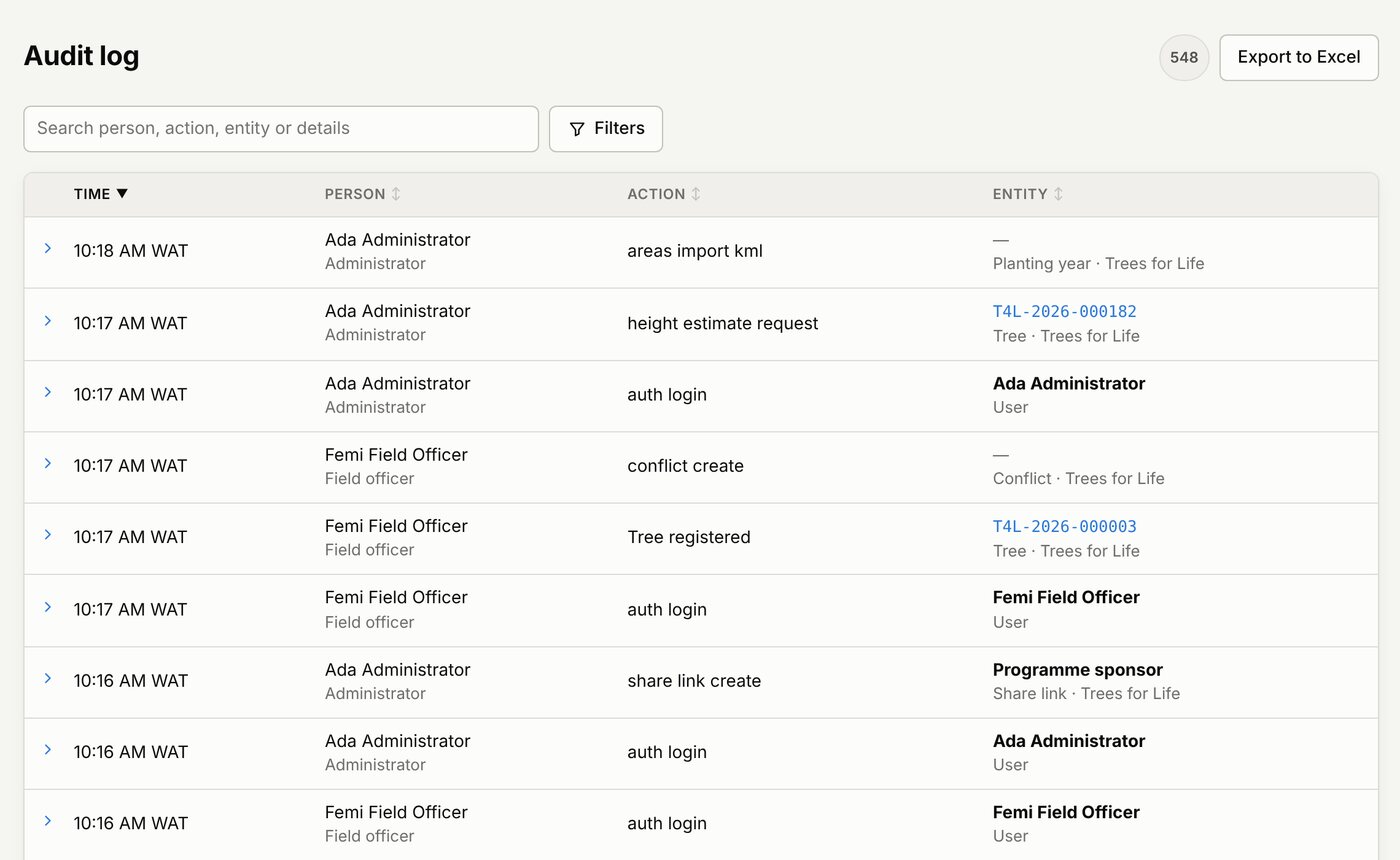 Audit log
548
Export to Excel
Search person, action, entity or details
Filters
TIME ▼ PERSON ACTION ENTITY
10:18 AM WAT Ada Administrator areas import kml —
Administrator Planting year · Trees for Life
10:17 AM WAT Ada Administrator height estimate request T4L-2026-000182
Administrator Tree · Trees for Life
10:17 AM WAT Ada Administrator auth login Ada Administrator
Administrator User
10:17 AM WAT Femi Field Officer conflict create —
Field officer Conflict · Trees for Life
10:17 AM WAT Femi Field Officer Tree registered T4L-2026-000003
Field officer Tree · Trees for Life
10:17 AM WAT Femi Field Officer auth login Femi Field Officer
Field officer User
10:16 AM WAT Ada Administrator share link create Programme sponsor
Administrator Share link · Trees for Life
10:16 AM WAT Ada Administrator auth login Ada Administrator
Administrator User
10:16 AM WAT Femi Field Officer auth login Femi Field Officer
Field officer User